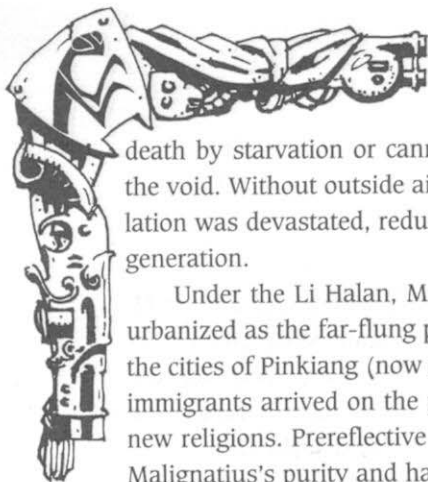 death by starvation or cann
the void. Without outside ai
lation was devastated, redu
generation.
Under the Li Halan, M
urbanized as the far-flung p
the cities of Pinkiang (now
immigrants arrived on the
new religions. Prereflective
Malignatius's purity and ha